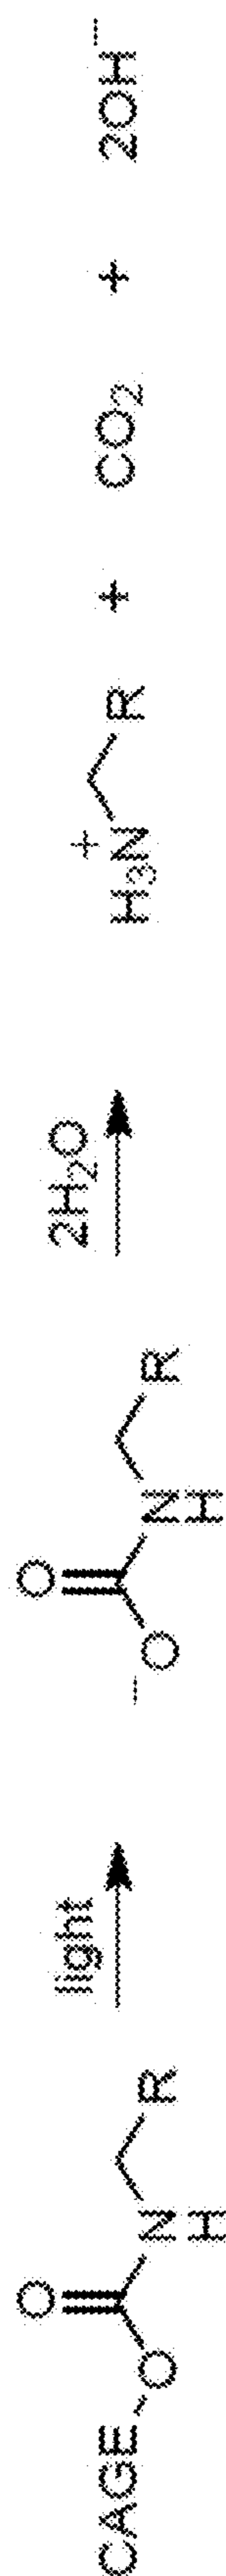 CAGE O O N H R
light
⁻O O N H R
2H₂O
H₃N⁺ R + CO₂ + 2OH⁻